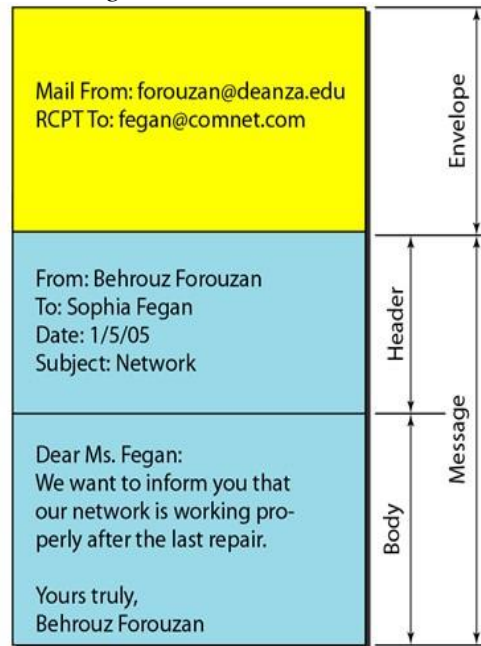 Mail From: forouzan@deanza.edu
RCPT To: fegan@comnet.com
Envelope
From: Behrouz Forouzan
To: Sophia Fegan
Date: 1/5/05
Subject: Network
Header
Dear Ms. Fegan:
We want to inform you that
our network is working pro-
perly after the last repair.
Yours truly,
Behrouz Forouzan
Body
Message